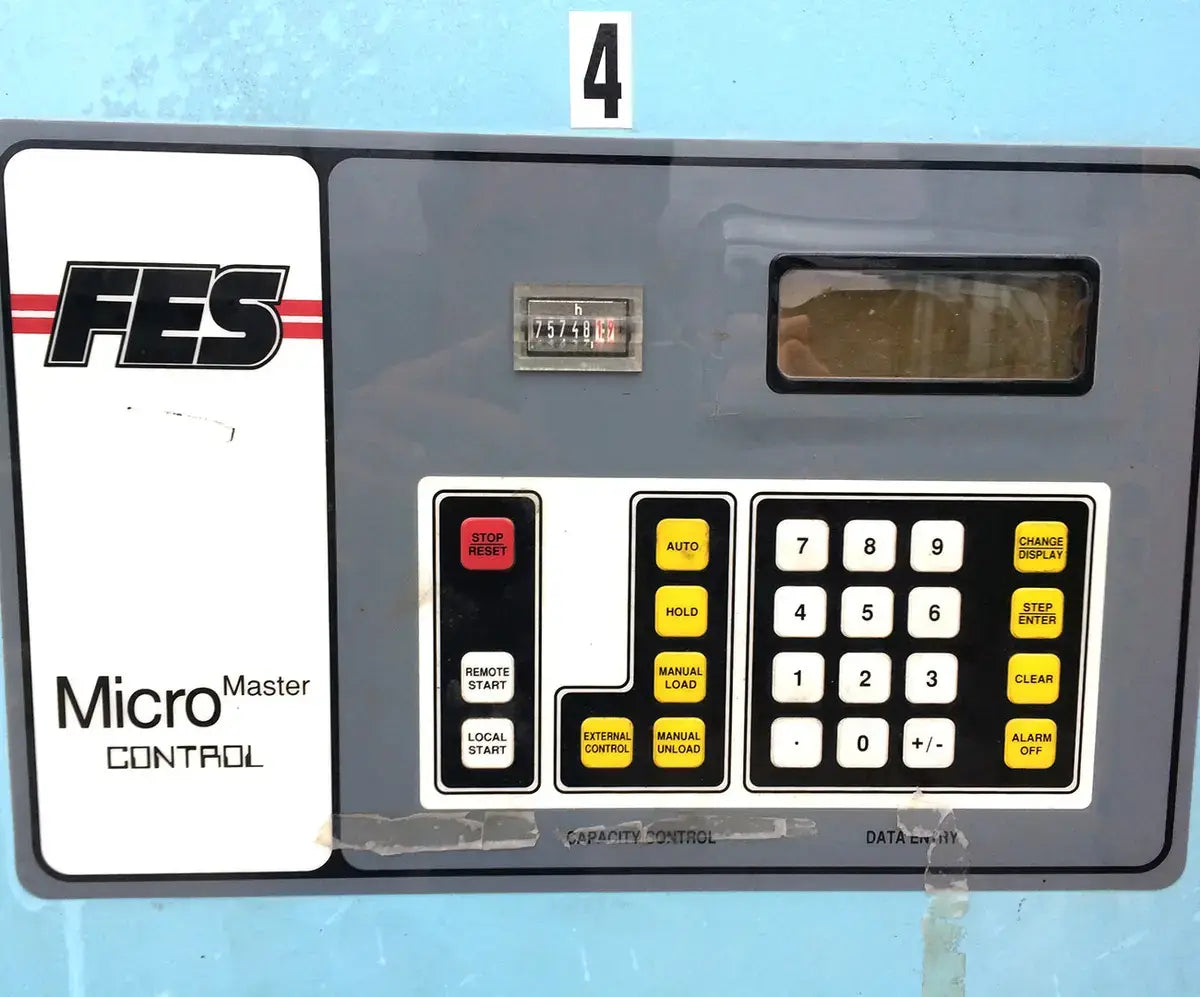 4
FES
h
7574819
Micro Master
CONTROL
STOP
RESET
REMOTE
START
LOCAL
START
AUTO
HOLD
MANUAL
LOAD
EXTERNAL
CONTROL
MANUAL
UNLOAD
7 8 9
4 5 6
1 2 3
. 0 +/-
CHANGE
DISPLAY
STEP
ENTER
CLEAR
ALARM
OFF
CAPACITY CONTROL
DATA ENTRY